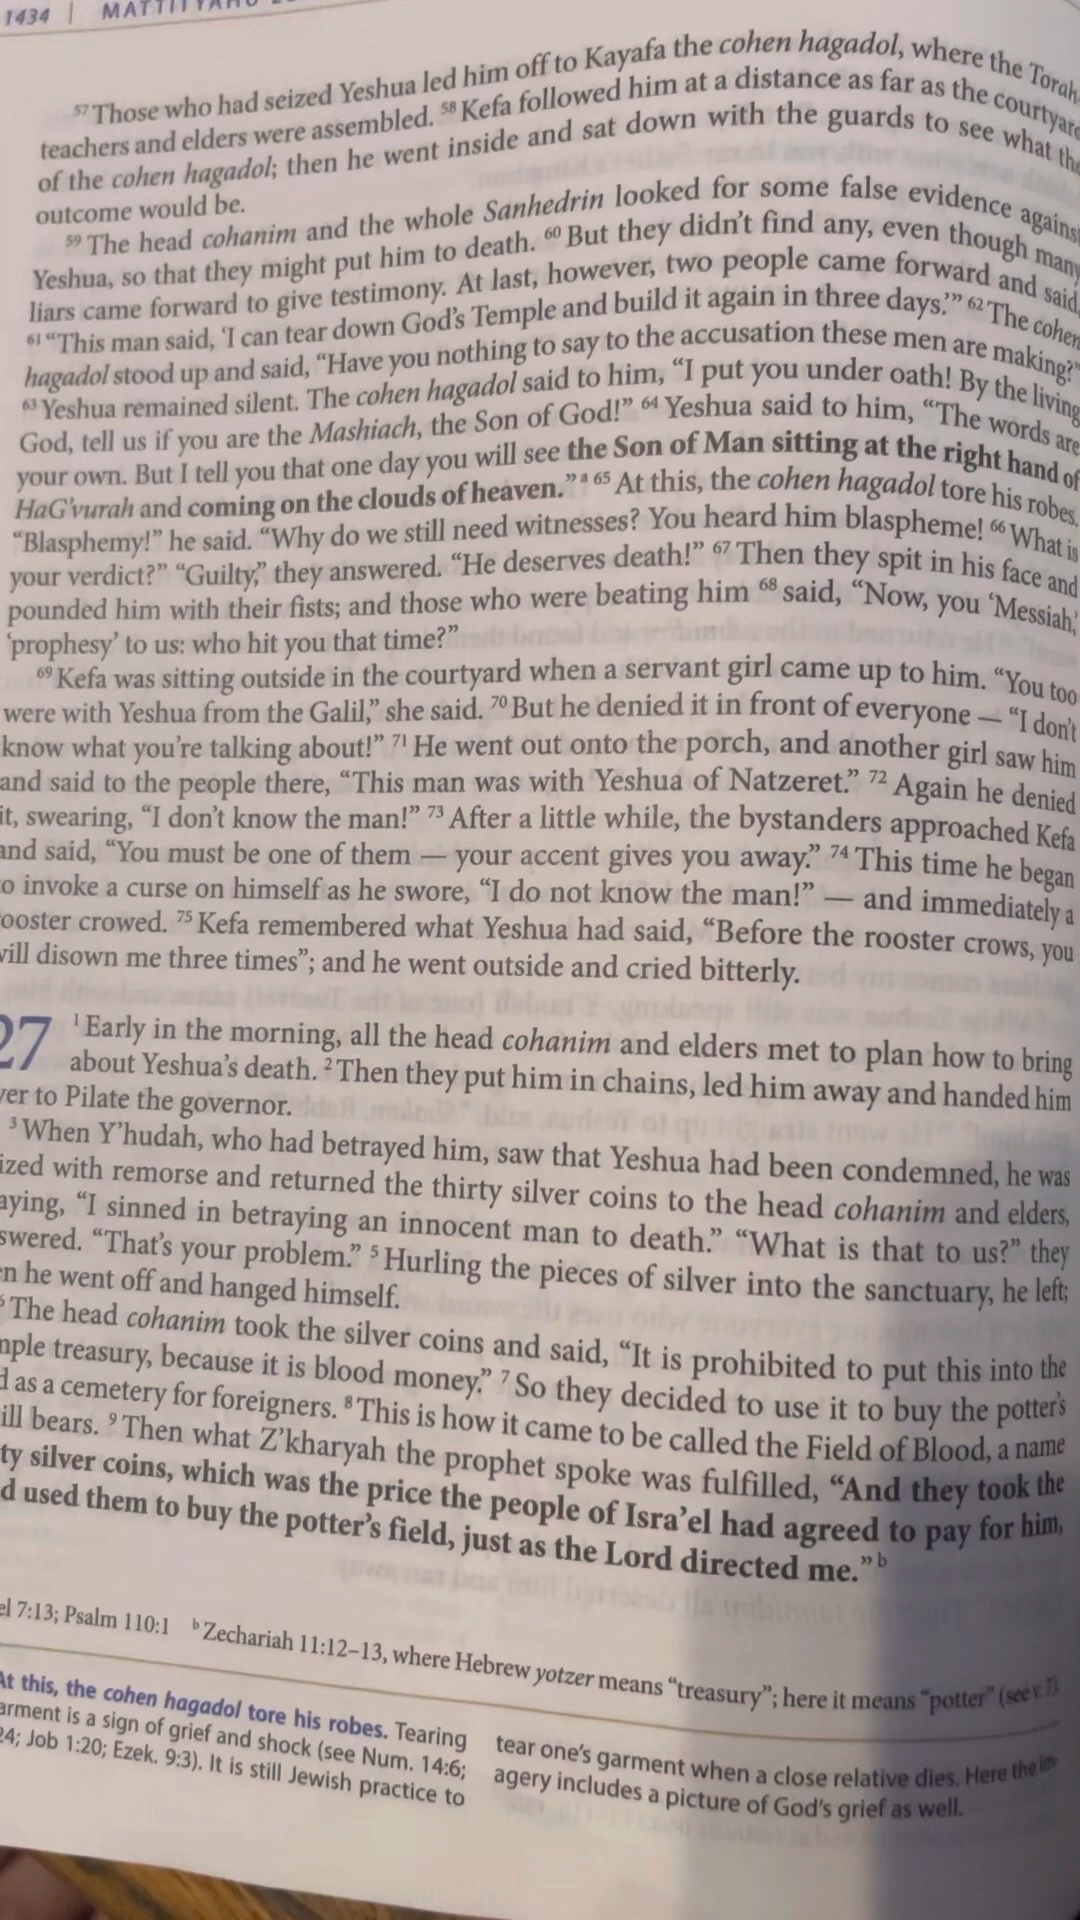 1434 | MATTITYAHU
57 Those who had seized Yeshua led him off to Kayafa the cohen hagadol, where the Torah-
teachers and elders were assembled. 58 Kefa followed him at a distance as far as the courtyard
of the cohen hagadol; then he went inside and sat down with the guards to see what the
outcome would be.
59 The head cohanim and the whole Sanhedrin looked for some false evidence against
Yeshua, so that they might put him to death. 60 But they didn't find any, even though many
liars came forward to give testimony. At last, however, two people came forward and said,
61 “This man said, ‘I can tear down God's Temple and build it again in three days.’” 62 The cohen
hagadol stood up and said, “Have you nothing to say to the accusation these men are making?”
63 Yeshua remained silent. The cohen hagadol said to him, “I put you under oath! By the living
God, tell us if you are the Mashiach, the Son of God!” 64 Yeshua said to him, “The words are
your own. But I tell you that one day you will see the Son of Man sitting at the right hand of
HaG'vurah and coming on the clouds of heaven.” a 65 At this, the cohen hagadol tore his robes.
“Blasphemy!” he said. “Why do we still need witnesses? You heard him blaspheme! 66 What is
your verdict?” “Guilty,” they answered. “He deserves death!” 67 Then they spit in his face and
pounded him with their fists; and those who were beating him 68 said, “Now, you ‘Messiah,’
‘prophesy’ to us: who hit you that time?”
69 Kefa was sitting outside in the courtyard when a servant girl came up to him. “You too
were with Yeshua from the Galil,” she said. 70 But he denied it in front of everyone — “I don't
know what you're talking about!” 71 He went out onto the porch, and another girl saw him
and said to the people there, “This man was with Yeshua of Natzeret.” 72 Again he denied
it, swearing, “I don't know the man!” 73 After a little while, the bystanders approached Kefa
and said, “You must be one of them — your accent gives you away.” 74 This time he began
o invoke a curse on himself as he swore, “I do not know the man!” — and immediately a
ooster crowed. 75 Kefa remembered what Yeshua had said, “Before the rooster crows, you
will disown me three times”; and he went outside and cried bitterly.
27 1 Early in the morning, all the head cohanim and elders met to plan how to bring
about Yeshua's death. 2 Then they put him in chains, led him away and handed him
ver to Pilate the governor.
3 When Y'hudah, who had betrayed him, saw that Yeshua had been condemned, he was
ized with remorse and returned the thirty silver coins to the head cohanim and elders,
aying, “I sinned in betraying an innocent man to death.” “What is that to us?” they
swered. “That's your problem.” 5 Hurling the pieces of silver into the sanctuary, he left;
n he went off and hanged himself.
6 The head cohanim took the silver coins and said, “It is prohibited to put this into the
mple treasury, because it is blood money.” 7 So they decided to use it to buy the potter's
d as a cemetery for foreigners. 8 This is how it came to be called the Field of Blood, a name
ill bears. 9 Then what Z'kharyah the prophet spoke was fulfilled, “And they took the
ty silver coins, which was the price the people of Isra'el had agreed to pay for him,
d used them to buy the potter's field, just as the Lord directed me.” b
el 7:13; Psalm 110:1 b Zechariah 11:12–13, where Hebrew yotzer means “treasury”; here it means “potter” (see v. 7).
At this, the cohen hagadol tore his robes. Tearing
arment is a sign of grief and shock (see Num. 14:6;
24; Job 1:20; Ezek. 9:3). It is still Jewish practice to
tear one's garment when a close relative dies. Here the im-
agery includes a picture of God's grief as well.